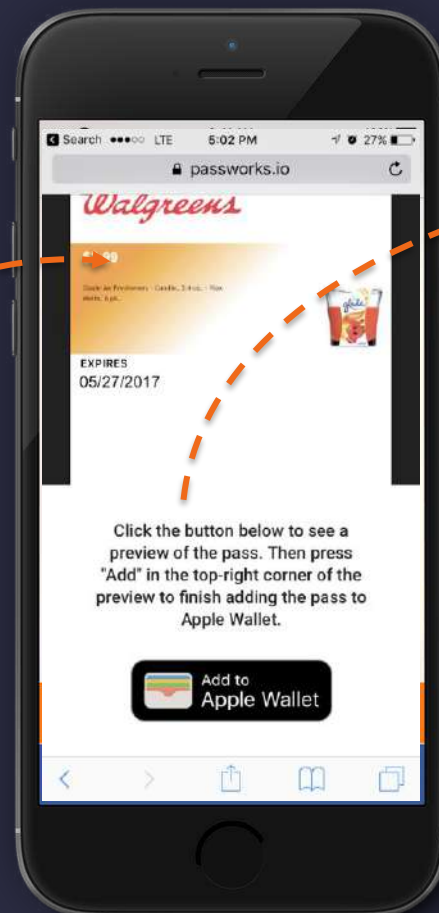 Search LTE 5:02 PM 27%
passworks.io
Walgreens
EXPIRES
05/27/2017
Click the button below to see a
preview of the pass. Then press
"Add" in the top-right corner of the
preview to finish adding the pass to
Apple Wallet.
Add to
Apple Wallet
glade